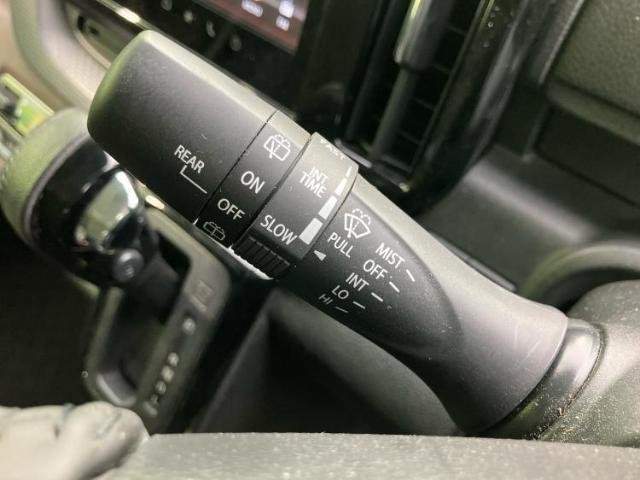 REAR
ON
OFF
FAST
INT
TIME
SLOW
PULL
MIST
OFF
INT
LO
HI